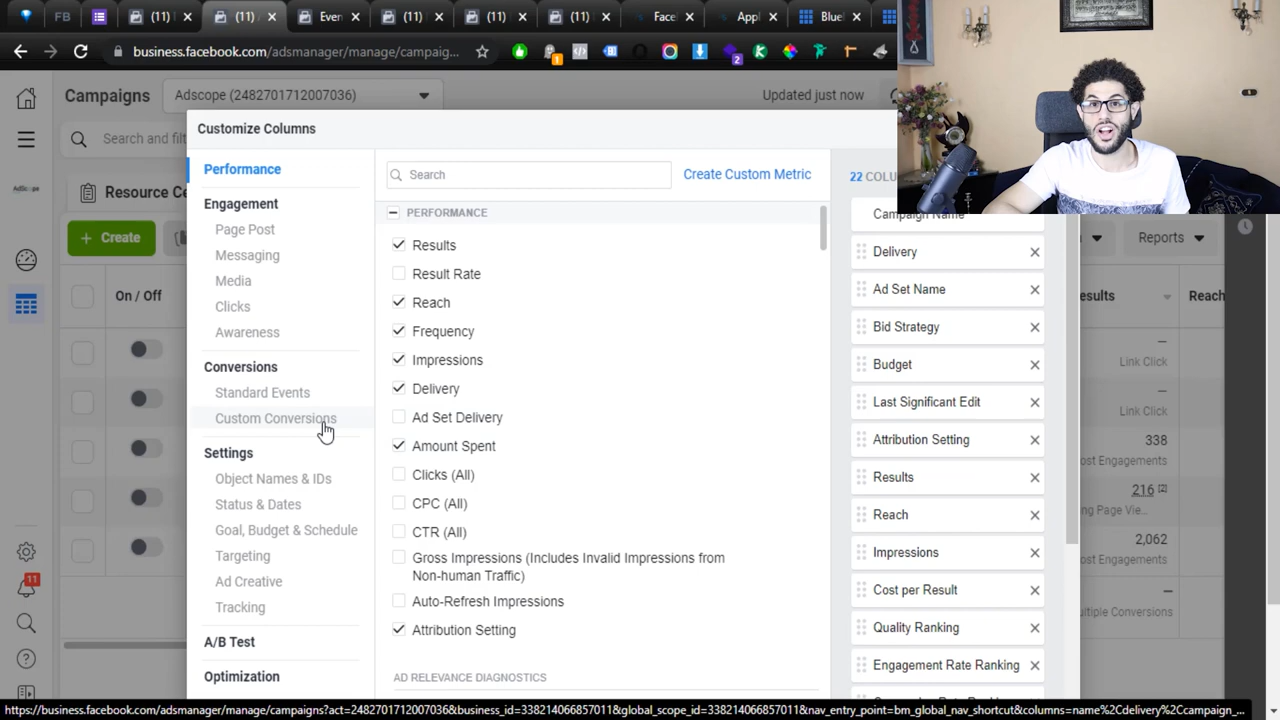 FB
(11)
(11)
Ever
(11)
(11)
(11)
Face
Appl
Blue
business.facebook.com/adsmanager/manage/campaig...
1
2
Campaigns
Adscope (2482701712007036)
Updated just now
Search and filt
Customize Columns
Resource Ce
+ Create
Reports
On / Off
Performance
Engagement
Page Post
Messaging
Media
Clicks
Awareness
Conversions
Standard Events
Custom Conversions
Settings
Object Names & IDs
Status & Dates
Goal, Budget & Schedule
Targeting
Ad Creative
Tracking
A/B Test
Optimization
Search
Create Custom Metric
PERFORMANCE
Results
Result Rate
Reach
Frequency
Impressions
Delivery
Ad Set Delivery
Amount Spent
Clicks (All)
CPC (All)
CTR (All)
Gross Impressions (Includes Invalid Impressions from
Non-human Traffic)
Auto-Refresh Impressions
Attribution Setting
AD RELEVANCE DIAGNOSTICS
22 COLU
Campaign Name
Delivery
Ad Set Name
Bid Strategy
Budget
Last Significant Edit
Attribution Setting
Results
Reach
Impressions
Cost per Result
Quality Ranking
Engagement Rate Ranking
esults
Reach
—
Link Click
—
Link Click
338
ost Engagements
216 [2]
ng Page Vie...
2,062
ost Engagements
—
ultiple Conversions
11
https://business.facebook.com/adsmanager/manage/campaigns?act=2482701712007036&business_id=338214066857011&global_scope_id=338214066857011&nav_entry_point=bm_global_nav_shortcut&columns=name%2Cdelivery%2Ccampaign_...